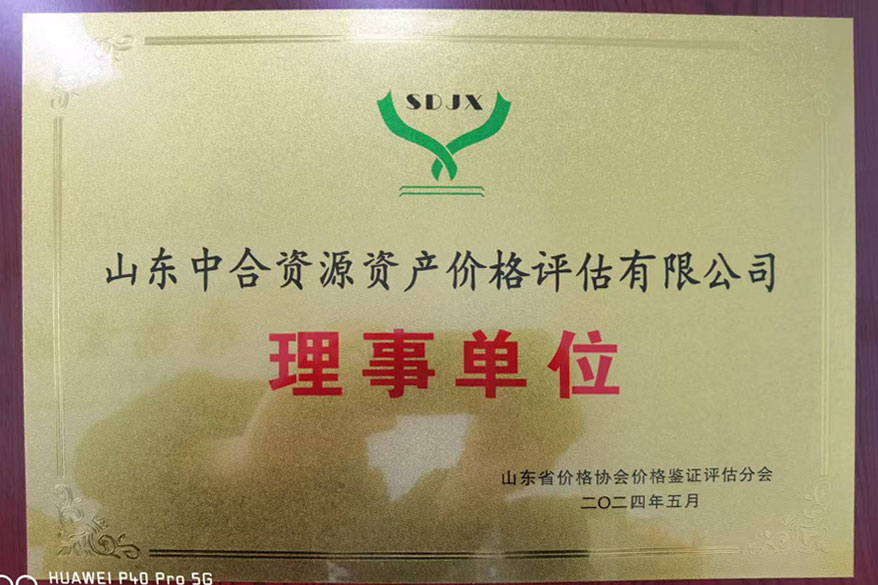 SDJX
山东中合资源资产价格评估有限公司
理事单位
山东省价格协会价格鉴证评估分会
二〇二四年五月
HUAWEI P40 Pro 5G